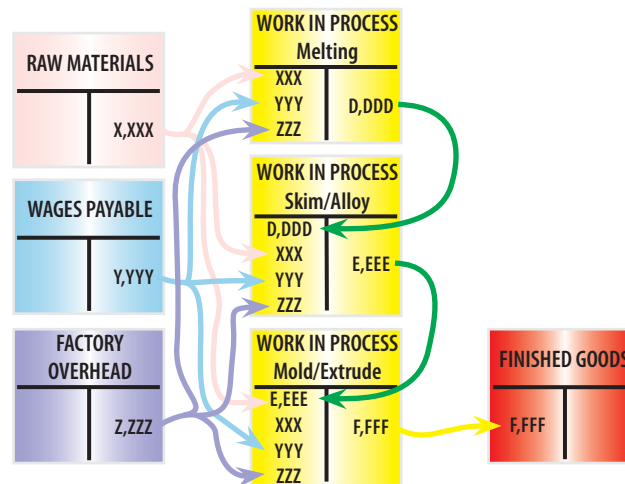 RAW MATERIALS
X,XXX
WAGES PAYABLE
Y,YYY
FACTORY
OVERHEAD
Z,ZZZ
WORK IN PROCESS
Melting
XXX
YYY
ZZZ
D,DDD
WORK IN PROCESS
Skim/Alloy
D,DDD
XXX
YYY
ZZZ
E,EEE
WORK IN PROCESS
Mold/Extrude
E,EEE
XXX
YYY
ZZZ
F,FFF
FINISHED GOODS
F,FFF